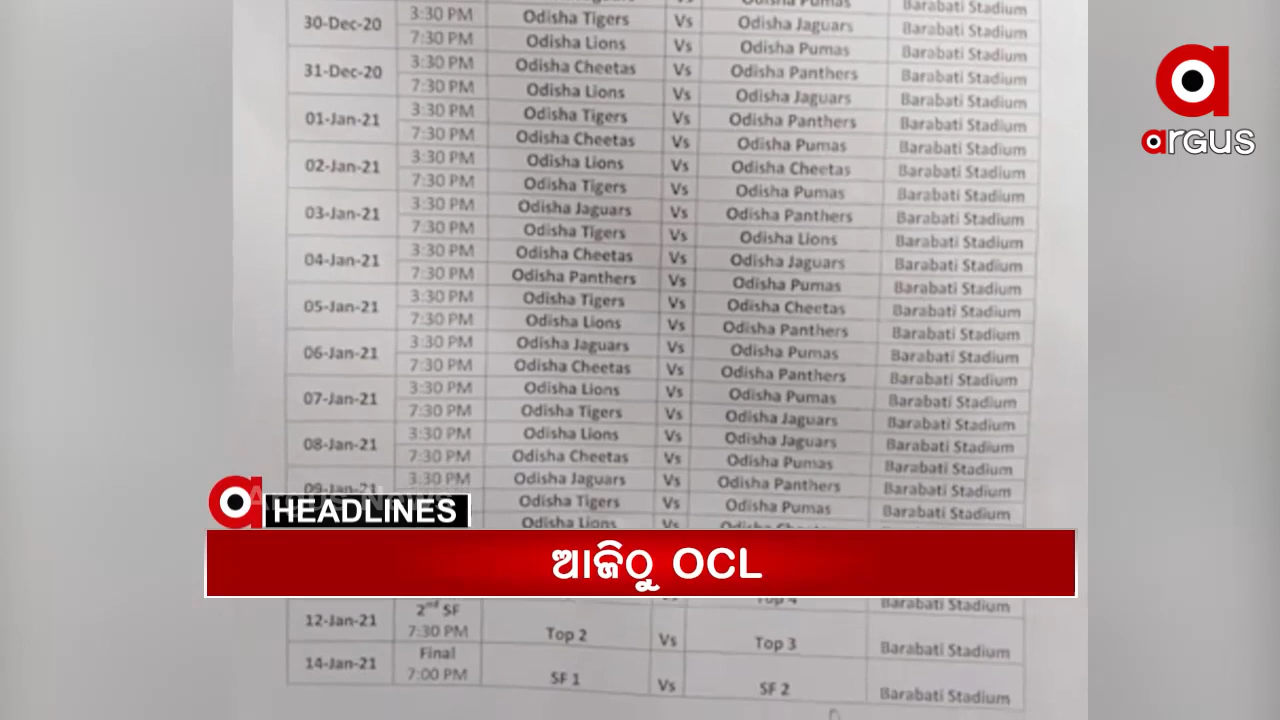 Odisha Pumas Barabati Stadium
30-Dec-20 3:30 PM Odisha Tigers Vs Odisha Jaguars Barabati Stadium
7:30 PM Odisha Lions Vs Odisha Pumas Barabati Stadium
31-Dec-20 3:30 PM Odisha Cheetas Vs Odisha Panthers Barabati Stadium
7:30 PM Odisha Lions Vs Odisha Jaguars Barabati Stadium
01-Jan-21 3:30 PM Odisha Tigers Vs Odisha Panthers Barabati Stadium
7:30 PM Odisha Cheetas Vs Odisha Pumas Barabati Stadium
02-Jan-21 3:30 PM Odisha Lions Vs Odisha Cheetas Barabati Stadium
7:30 PM Odisha Tigers Vs Odisha Pumas Barabati Stadium
03-Jan-21 3:30 PM Odisha Jaguars Vs Odisha Panthers Barabati Stadium
7:30 PM Odisha Tigers Vs Odisha Lions Barabati Stadium
04-Jan-21 3:30 PM Odisha Cheetas Vs Odisha Jaguars Barabati Stadium
7:30 PM Odisha Panthers Vs Odisha Pumas Barabati Stadium
05-Jan-21 3:30 PM Odisha Tigers Vs Odisha Cheetas Barabati Stadium
7:30 PM Odisha Lions Vs Odisha Panthers Barabati Stadium
06-Jan-21 3:30 PM Odisha Jaguars Vs Odisha Pumas Barabati Stadium
7:30 PM Odisha Cheetas Vs Odisha Panthers Barabati Stadium
07-Jan-21 3:30 PM Odisha Lions Vs Odisha Pumas Barabati Stadium
7:30 PM Odisha Tigers Vs Odisha Jaguars Barabati Stadium
08-Jan-21 3:30 PM Odisha Lions Vs Odisha Jaguars Barabati Stadium
7:30 PM Odisha Cheetas Vs Odisha Pumas Barabati Stadium
09-Jan-21 3:30 PM Odisha Jaguars Vs Odisha Panthers Barabati Stadium
Odisha Tigers Vs Odisha Pumas Barabati Stadium
Odisha Lions Vs Odisha
HEADLINES
ଆଜିଠୁ OCL
Top 4 Barabati Stadium
12-Jan-21 2nd SF
7:30 PM Top 2 Vs Top 3 Barabati Stadium
14-Jan-21 Final
7:00 PM SF 1 Vs SF 2 Barabati Stadium
argus